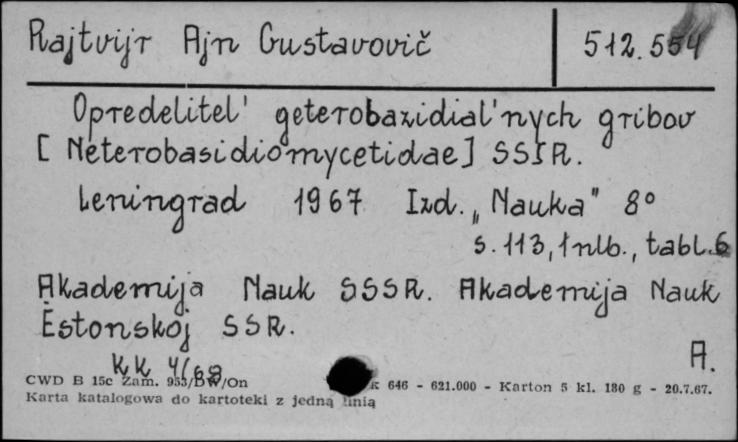 Rajtvijr Ajn Gustavovič 512.554
Opredelitel' geterobazidial'nych gribov
[Heterobasidiomycetidae] SSSR.
Leningrad 1967 Izd. „Nauka" 8°
s. 113, 1 nlb., tabl. 6
Akademija Nauk SSSR. Akademija Nauk
Ėstonskoj SSR.
A.
KK 4/68
CWD B 15c Zam. 953/DW/On K 646 - 621.000 - Karton 5 kl. 180 g - 20.7.67.
Karta katalogowa do kartoteki z jedną linią